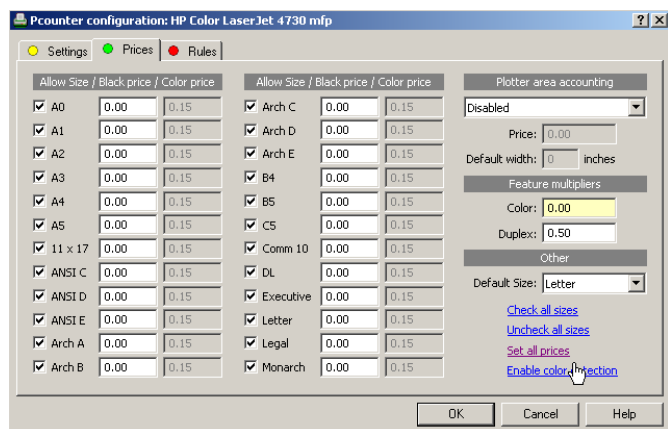 Pcounter configuration: HP Color LaserJet 4730 mfp
Settings Prices Rules
Allow Size / Black price / Color price Allow Size / Black price / Color price Plotter area accounting
A0 0.00 0.15 Arch C 0.00 0.15 Disabled
A1 0.00 0.15 Arch D 0.00 0.15 Price: 0.00
A2 0.00 0.15 Arch E 0.00 0.15 Default width: 0 inches
A3 0.00 0.15 B4 0.00 0.15 Feature multipliers
A4 0.00 0.15 B5 0.00 0.15 Color: 0.00
A5 0.00 0.15 C5 0.00 0.15 Duplex: 0.50
11 x 17 0.00 0.15 Comm 10 0.00 0.15 Other
ANSI C 0.00 0.15 DL 0.00 0.15 Default Size: Letter
ANSI D 0.00 0.15 Executive 0.00 0.15 Check all sizes
ANSI E 0.00 0.15 Letter 0.00 0.15 Uncheck all sizes
Arch A 0.00 0.15 Legal 0.00 0.15 Set all prices
Arch B 0.00 0.15 Monarch 0.00 0.15 Enable color
OK Cancel Help